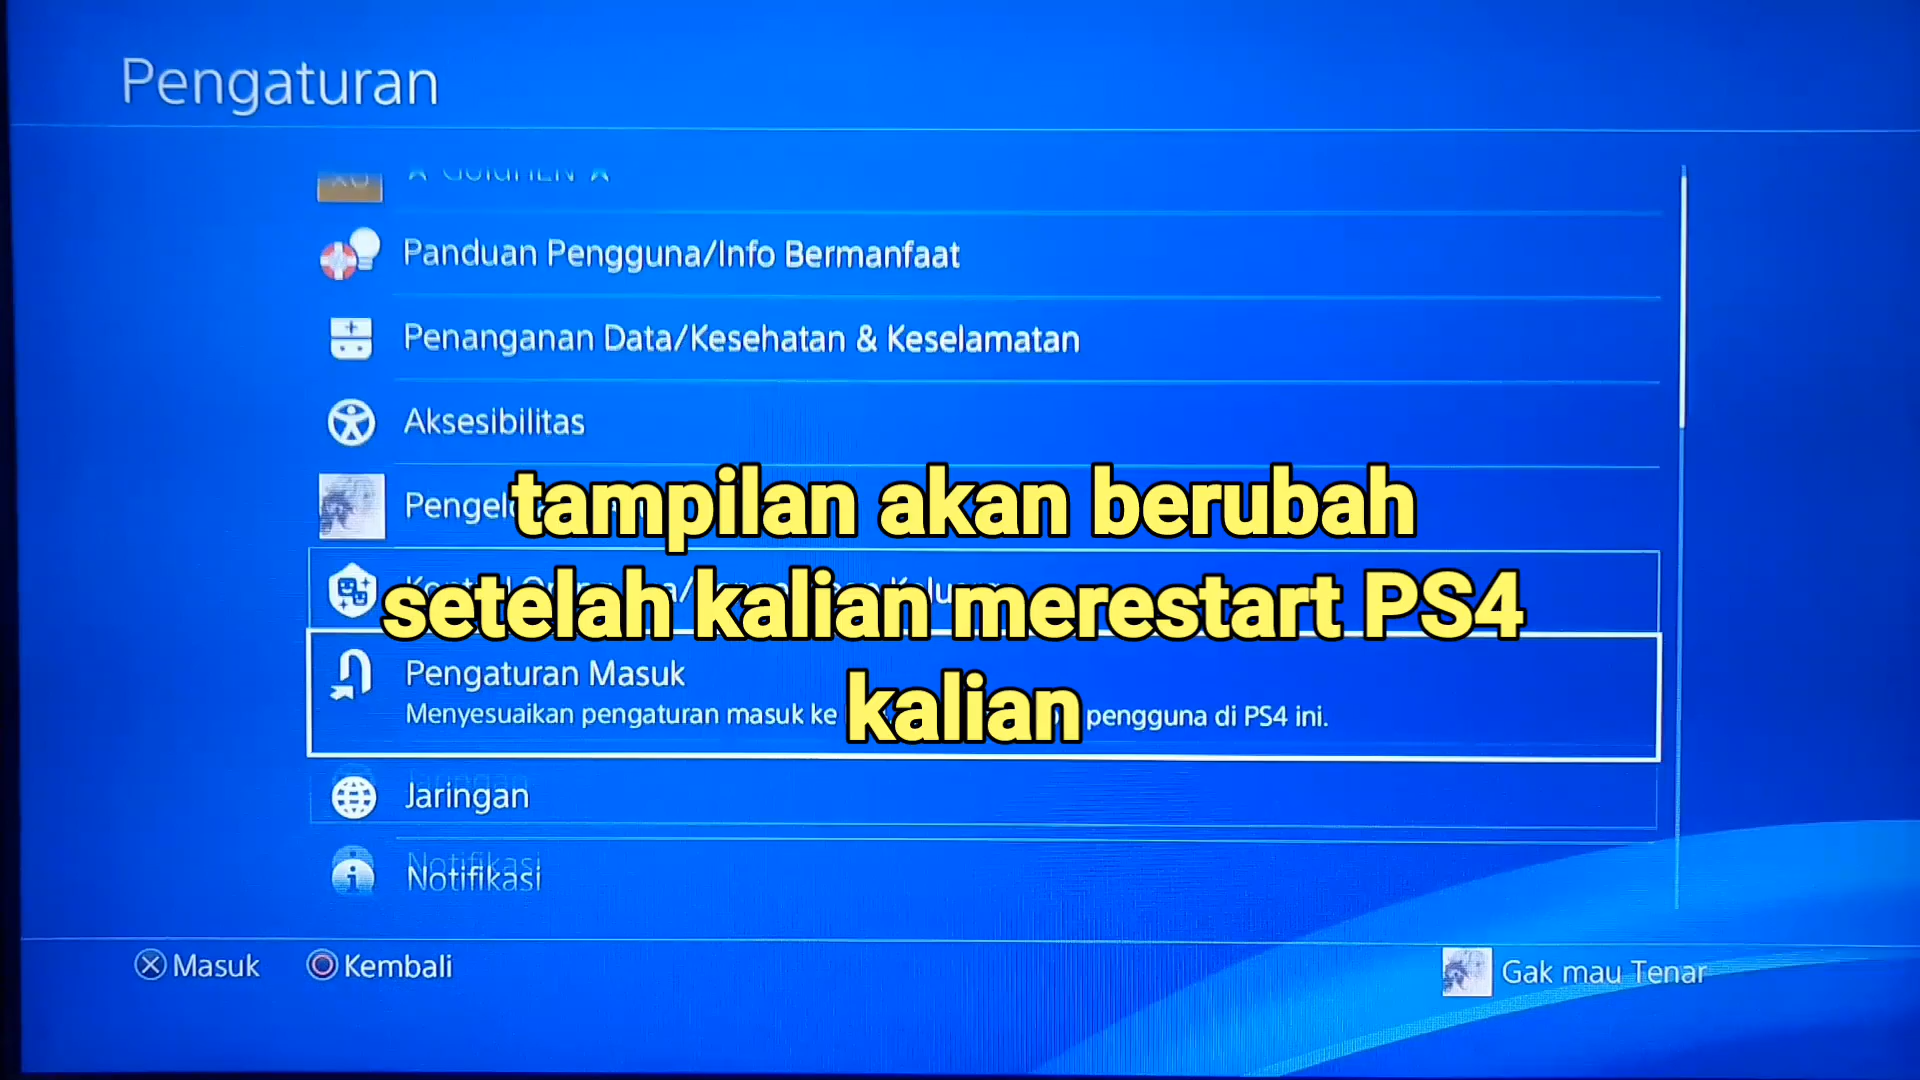 Pengaturan
★ GoldHEN ★
Panduan Pengguna/Info Bermanfaat
Penanganan Data/Kesehatan & Keselamatan
Aksesibilitas
tampilan akan berubah
setelah kalian merestart PS4
kalian
Pengaturan Masuk
Menyesuaikan pengaturan masuk ke pengguna di PS4 ini.
Jaringan
Notifikasi
Masuk
Kembali
Gak mau Tenar